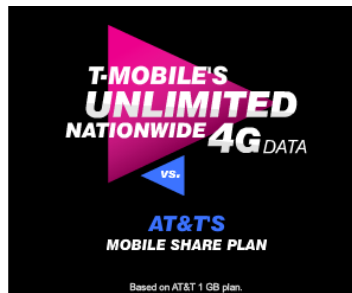 T-MOBILE'S
UNLIMITED
NATIONWIDE 4G DATA
VS.
AT&T'S
MOBILE SHARE PLAN
Based on AT&T 1 GB plan.